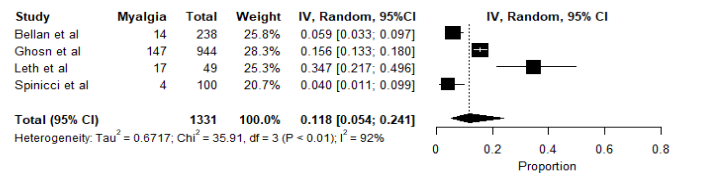 Study Myalgia Total Weight IV, Random, 95%CI IV, Random, 95% CI
Bellan et al 14 238 25.8% 0.059 [0.033; 0.097]
Ghosn et al 147 944 28.3% 0.156 [0.133; 0.180]
Leth et al 17 49 25.3% 0.347 [0.217; 0.496]
Spinicci et al 4 100 20.7% 0.040 [0.011; 0.099]
Total (95% CI) 1331 100.0% 0.118 [0.054; 0.241]
Heterogeneity: Tau² = 0.6717; Chi² = 35.91, df = 3 (P < 0.01); I² = 92%
0 0.2 0.4 0.6 0.8
Proportion